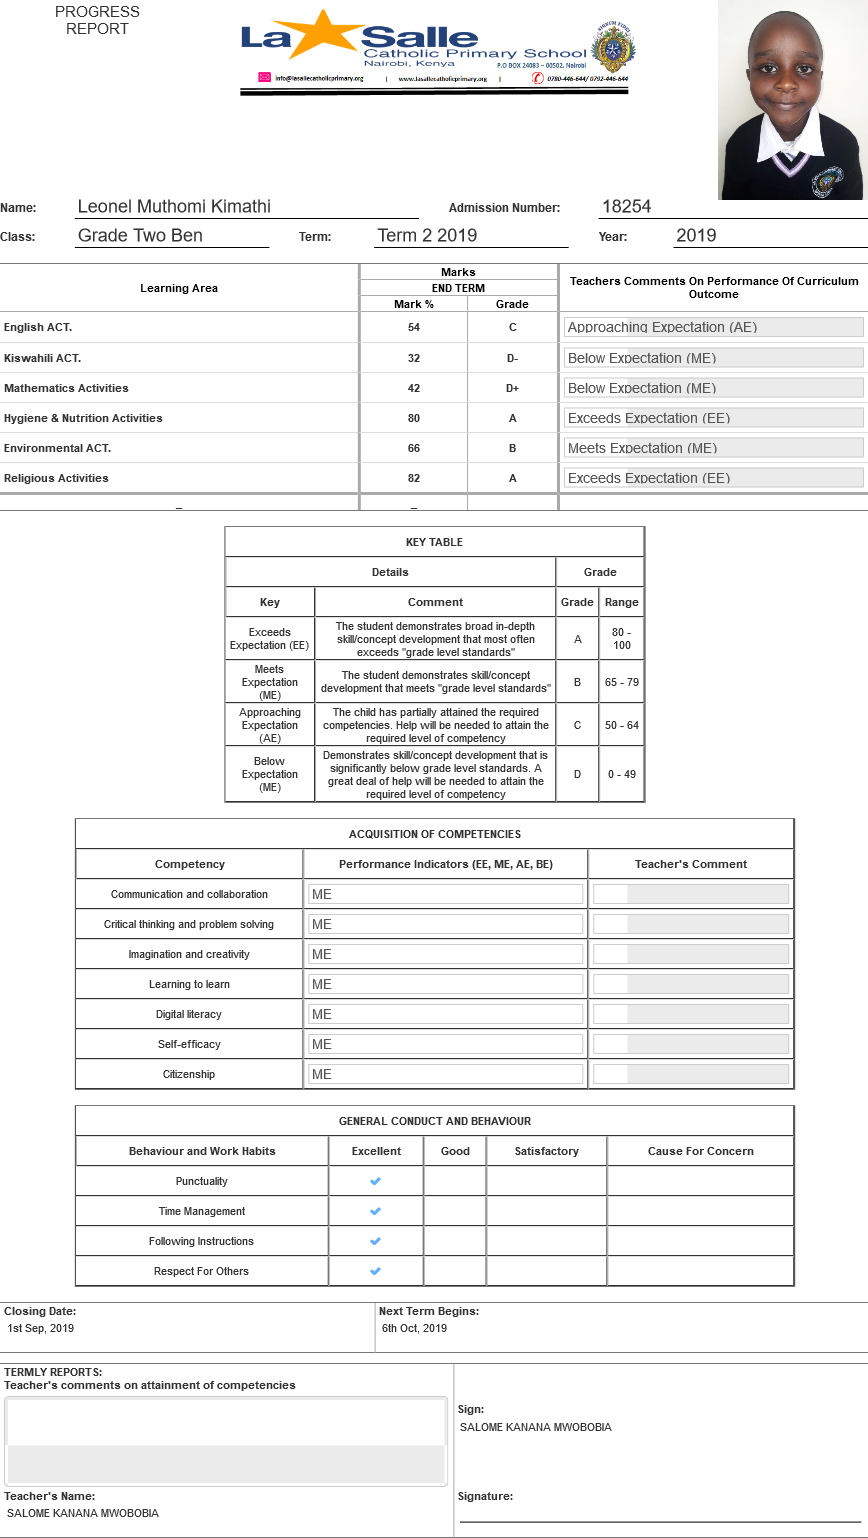 PROGRESS
REPORT
La Salle
Catholic Primary School
Nairobi, Kenya
P.O BOX 24083 – 00502, Nairobi
info@lasallecatholicprimary.org | www.lasallecatholicprimary.org | 0780-446-644/ 0792-446-644
Name: Leonel Muthomi Kimathi Admission Number: 18254
Class: Grade Two Ben Term: Term 2 2019 Year: 2019
Learning Area Marks Teachers Comments On Performance Of Curriculum Outcome
END TERM
Mark % Grade
English ACT. 54 C Approaching Expectation (AE)
Kiswahili ACT. 32 D- Below Expectation (ME)
Mathematics Activities 42 D+ Below Expectation (ME)
Hygiene & Nutrition Activities 80 A Exceeds Expectation (EE)
Environmental ACT. 66 B Meets Expectation (ME)
Religious Activities 82 A Exceeds Expectation (EE)
_ _
KEY TABLE
Details Grade
Key Comment Grade Range
Exceeds Expectation (EE) The student demonstrates broad in-depth skill/concept development that most often exceeds "grade level standards" A 80 - 100
Meets Expectation (ME) The student demonstrates skill/concept development that meets "grade level standards" B 65 - 79
Approaching Expectation (AE) The child has partially attained the required competencies. Help will be needed to attain the required level of competency C 50 - 64
Below Expectation (ME) Demonstrates skill/concept development that is significantly below grade level standards. A great deal of help will be needed to attain the required level of competency D 0 - 49
ACQUISITION OF COMPETENCIES
Competency Performance Indicators (EE, ME, AE, BE) Teacher's Comment
Communication and collaboration ME
Critical thinking and problem solving ME
Imagination and creativity ME
Learning to learn ME
Digital literacy ME
Self-efficacy ME
Citizenship ME
GENERAL CONDUCT AND BEHAVIOUR
Behaviour and Work Habits Excellent Good Satisfactory Cause For Concern
Punctuality
Time Management
Following Instructions
Respect For Others
Closing Date: Next Term Begins:
1st Sep, 2019 6th Oct, 2019
TERMLY REPORTS:
Teacher's comments on attainment of competencies
Sign:
SALOME KANANA MWOBOBIA
Teacher's Name: Signature:
SALOME KANANA MWOBOBIA